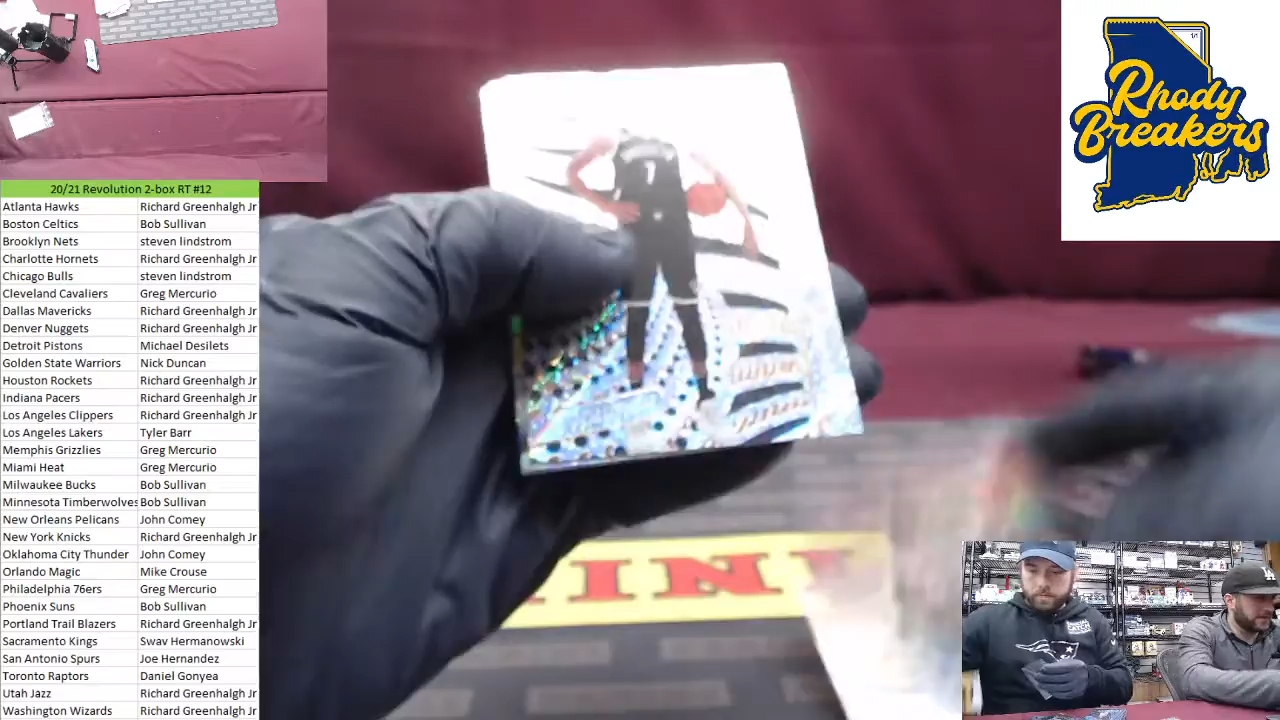 20/21 Revolution 2-box RT #12
Atlanta Hawks Richard Greenhalgh Jr
Boston Celtics Bob Sullivan
Brooklyn Nets steven lindstrom
Charlotte Hornets Richard Greenhalgh Jr
Chicago Bulls steven lindstrom
Cleveland Cavaliers Greg Mercurio
Dallas Mavericks Richard Greenhalgh Jr
Denver Nuggets Richard Greenhalgh Jr
Detroit Pistons Michael Desilets
Golden State Warriors Nick Duncan
Houston Rockets Richard Greenhalgh Jr
Indiana Pacers Richard Greenhalgh Jr
Los Angeles Clippers Richard Greenhalgh Jr
Los Angeles Lakers Tyler Barr
Memphis Grizzlies Greg Mercurio
Miami Heat Greg Mercurio
Milwaukee Bucks Bob Sullivan
Minnesota Timberwolves Bob Sullivan
New Orleans Pelicans John Comey
New York Knicks Richard Greenhalgh Jr
Oklahoma City Thunder John Comey
Orlando Magic Mike Crouse
Philadelphia 76ers Greg Mercurio
Phoenix Suns Bob Sullivan
Portland Trail Blazers Richard Greenhalgh Jr
Sacramento Kings Swav Hermanowski
San Antonio Spurs Joe Hernandez
Toronto Raptors Daniel Gonyea
Utah Jazz Richard Greenhalgh Jr
Washington Wizards Richard Greenhalgh Jr
1/1
Rhody
Breakers
1
INI